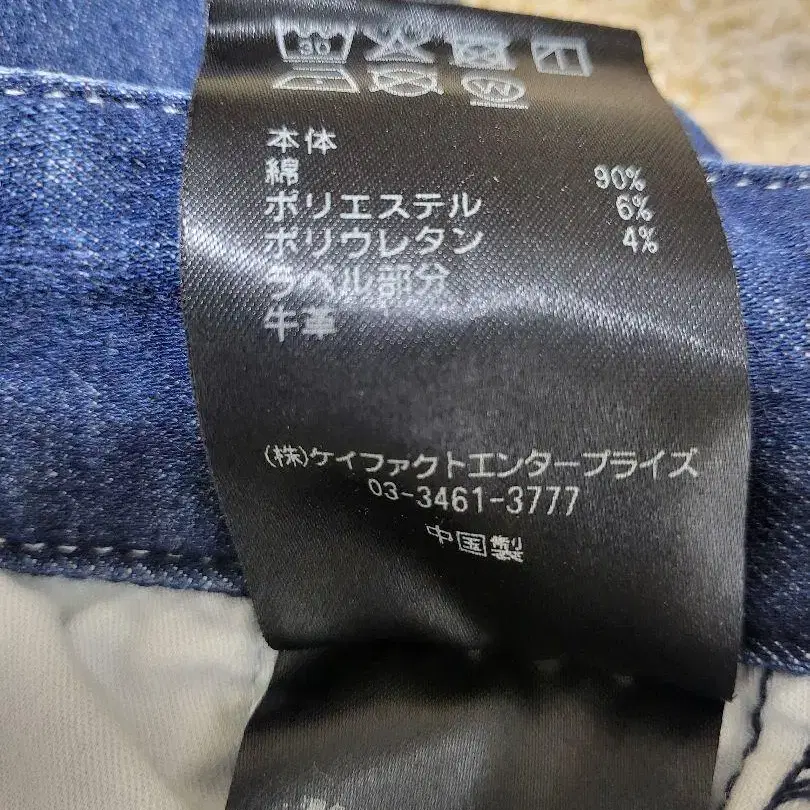 30
W
本体
綿 90%
ポリエステル 6%
ポリウレタン 4%
ラベル部分
牛革
(株)ケイファクトエンタープライズ
03-3461-3777
中国製